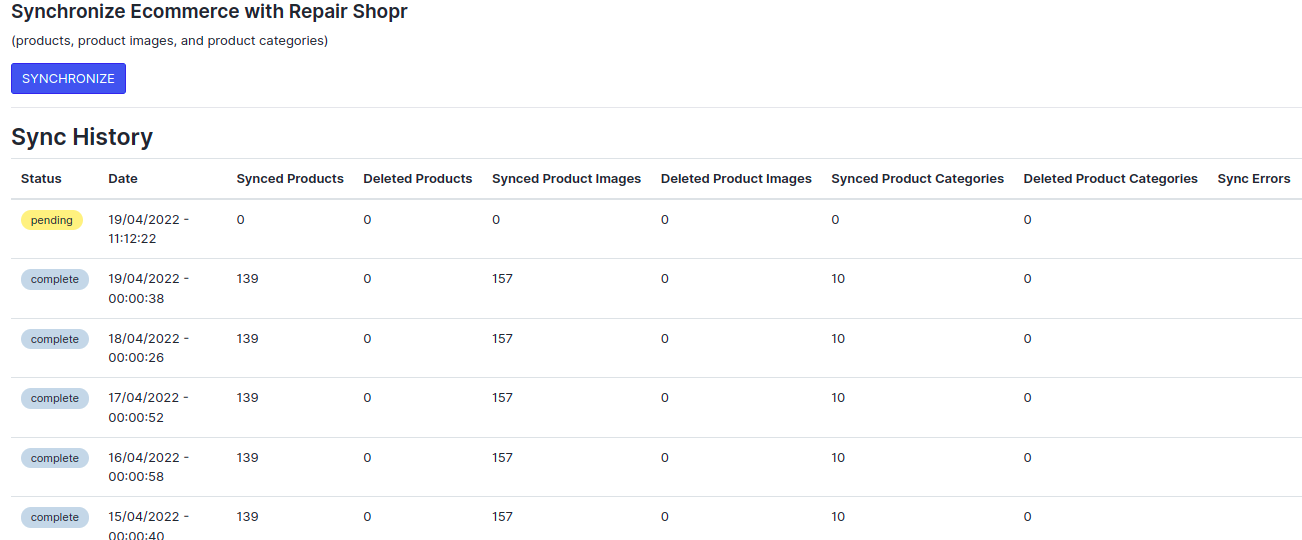 Synchronize Ecommerce with Repair Shopr
(products, product images, and product categories)
SYNCHRONIZE
Sync History
Status Date Synced Products Deleted Products Synced Product Images Deleted Product Images Synced Product Categories Deleted Product Categories Sync Errors
pending 19/04/2022 - 0 0 0 0 0 0
11:12:22
complete 19/04/2022 - 139 0 157 0 10 0
00:00:38
complete 18/04/2022 - 139 0 157 0 10 0
00:00:26
complete 17/04/2022 - 139 0 157 0 10 0
00:00:52
complete 16/04/2022 - 139 0 157 0 10 0
00:00:58
complete 15/04/2022 - 139 0 157 0 10 0
00:00:40